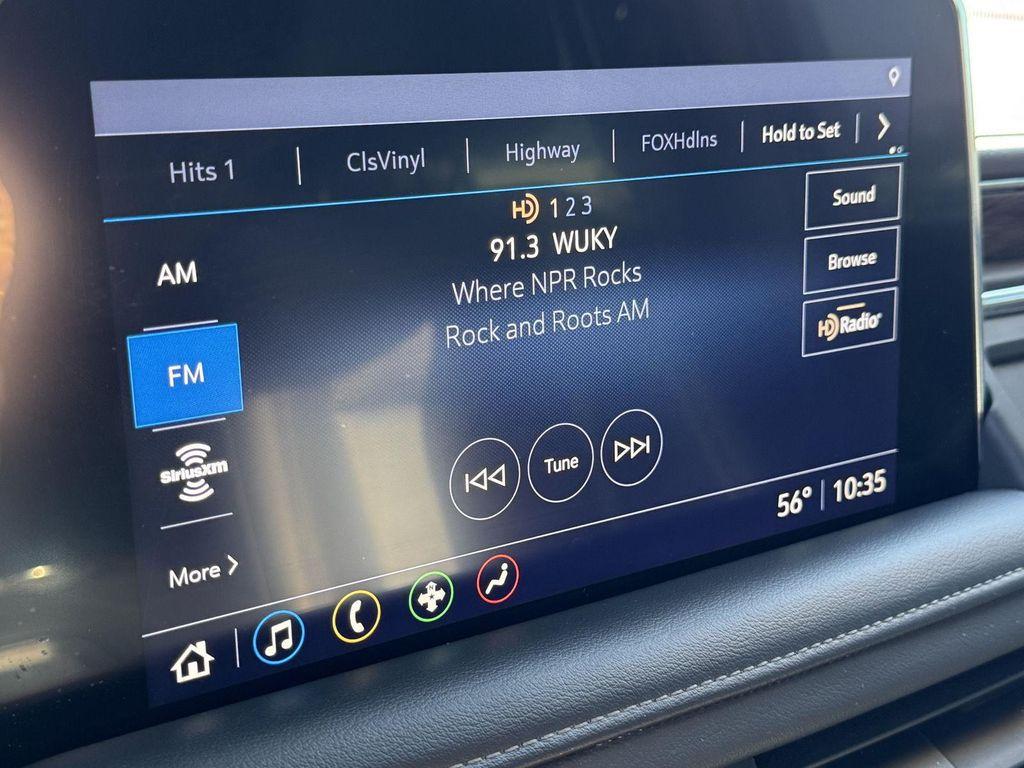 Hits 1 ClsVinyl Highway FOXHdlns Hold to Set
HD 1 2 3
91.3 WUKY
Where NPR Rocks
Rock and Roots AM
AM
FM
SiriusXM
More
Sound
Browse
HD Radio
Tune
56° 10:35